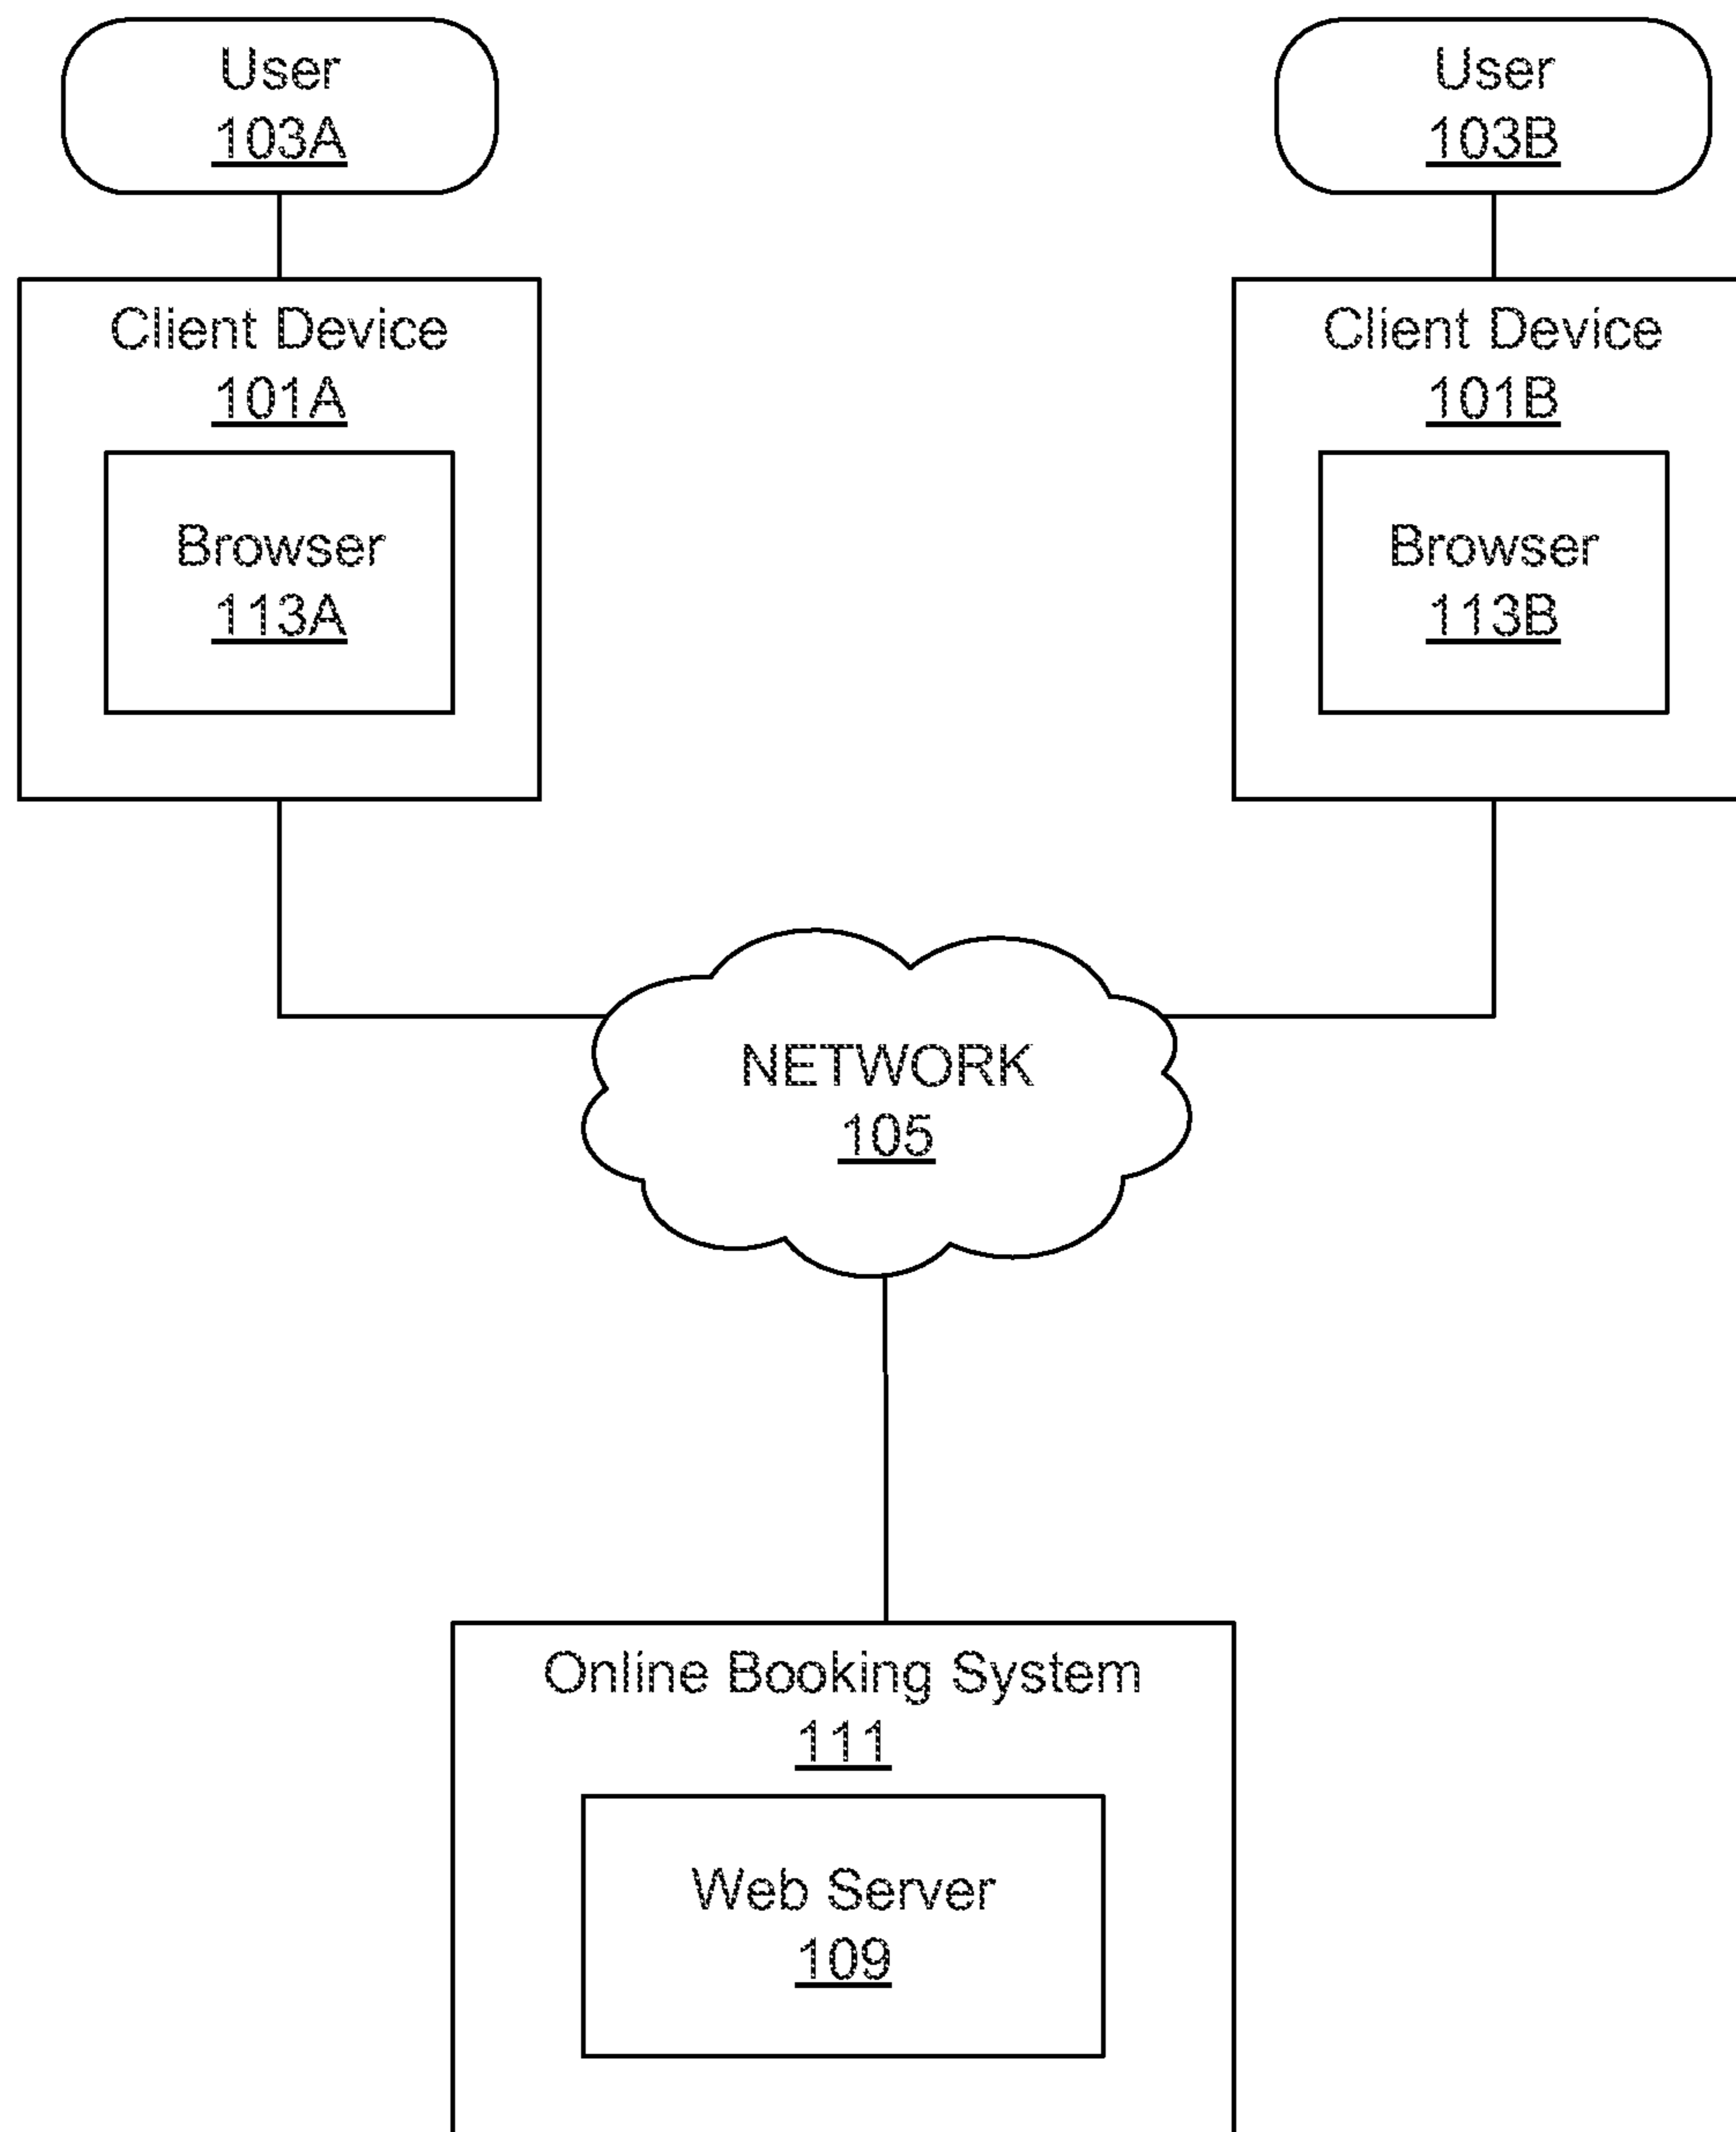 User
103A
User
103B
Client Device
101A
Browser
113A
Client Device
101B
Browser
113B
NETWORK
105
Online Booking System
111
Web Server
109